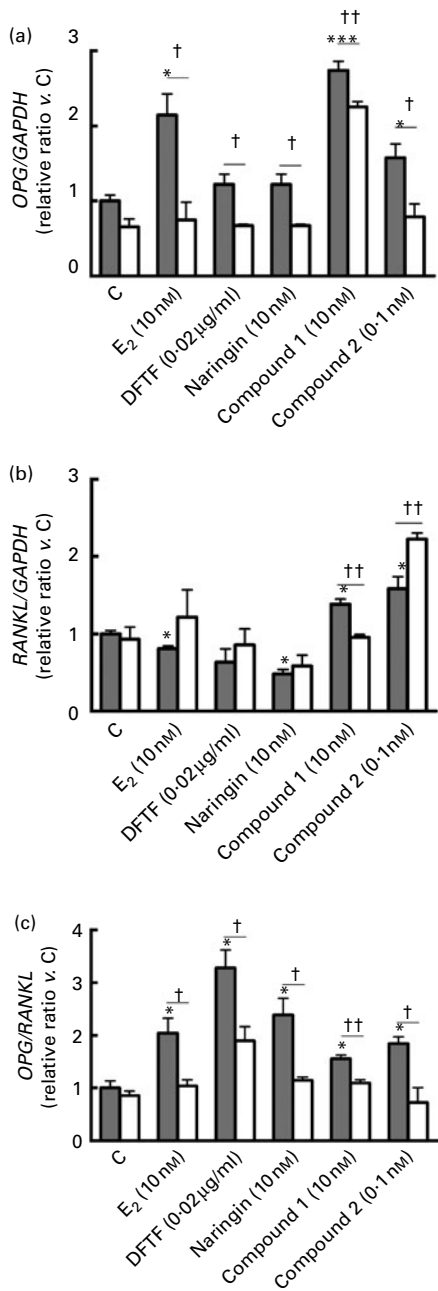 (a)
OPG/GAPDH
(relative ratio v. C)
3
2
1
0
*
†
†
†
***
††
*
†
C
E₂ (10 nM)
DFTF (0·02 μg/ml)
Naringin (10 nM)
Compound 1 (10 nM)
Compound 2 (0·1 nM)
(b)
RANKL/GAPDH
(relative ratio v. C)
3
2
1
0
*
*
*
††
*
††
C
E₂ (10 nM)
DFTF (0·02 μg/ml)
Naringin (10 nM)
Compound 1 (10 nM)
Compound 2 (0·1 nM)
(c)
OPG/RANKL
(relative ratio v. C)
4
3
2
1
0
*
†
*
†
*
†
*
††
*
†
C
E₂ (10 nM)
DFTF (0·02 μg/ml)
Naringin (10 nM)
Compound 1 (10 nM)
Compound 2 (0·1 nM)